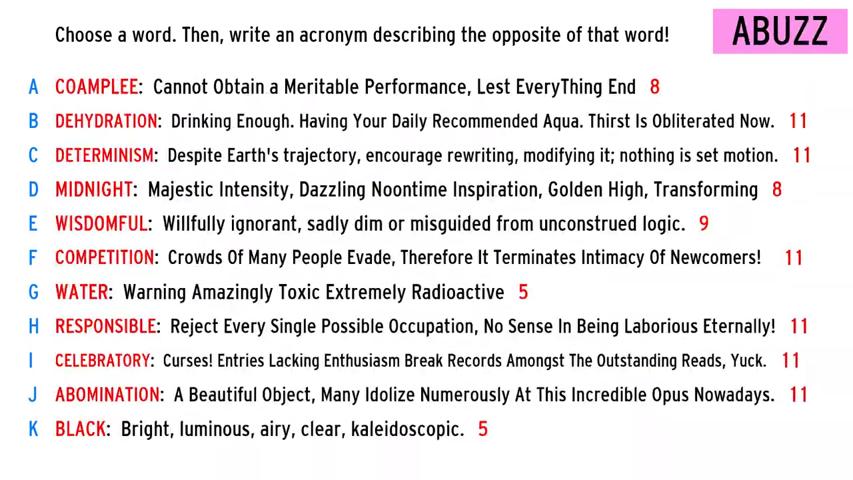 Choose a word. Then, write an acronym describing the opposite of that word! ABUZZ
A COAMPLEE: Cannot Obtain a Meritable Performance, Lest EveryThing End 8
B DEHYDRATION: Drinking Enough. Having Your Daily Recommended Aqua. Thirst Is Obliterated Now. 11
C DETERMINISM: Despite Earth's trajectory, encourage rewriting, modifying it; nothing is set motion. 11
D MIDNIGHT: Majestic Intensity, Dazzling Noontime Inspiration, Golden High, Transforming 8
E WISDOMFUL: Willfully ignorant, sadly dim or misguided from unconstrued logic. 9
F COMPETITION: Crowds Of Many People Evade, Therefore It Terminates Intimacy Of Newcomers! 11
G WATER: Warning Amazingly Toxic Extremely Radioactive 5
H RESPONSIBLE: Reject Every Single Possible Occupation, No Sense In Being Laborious Eternally! 11
I CELEBRATORY: Curses! Entries Lacking Enthusiasm Break Records Amongst The Outstanding Reads, Yuck. 11
J ABOMINATION: A Beautiful Object, Many Idolize Numerously At This Incredible Opus Nowadays. 11
K BLACK: Bright, luminous, airy, clear, kaleidoscopic. 5